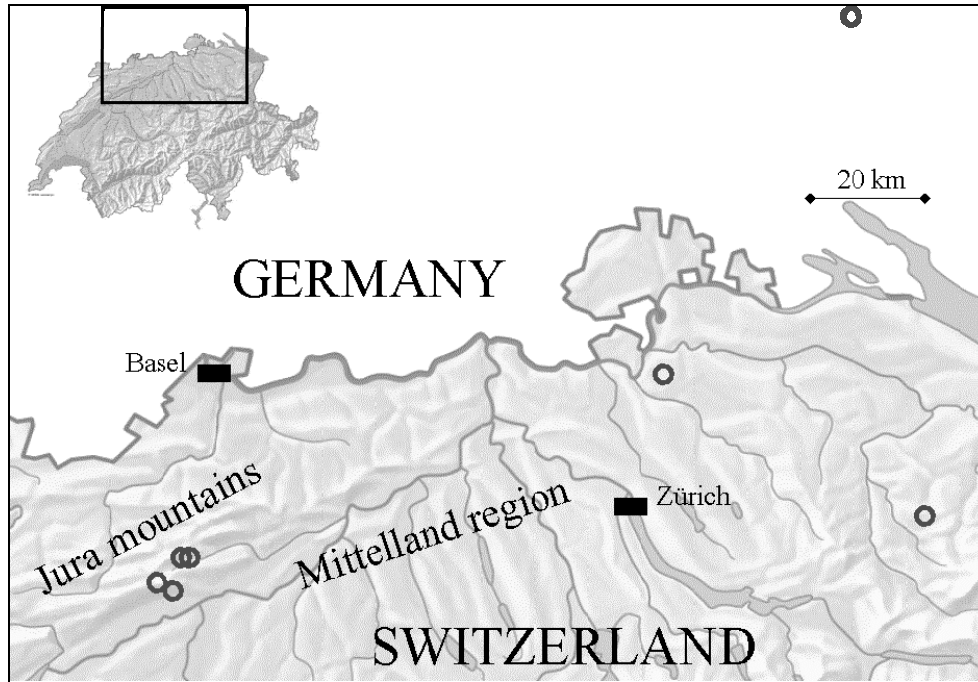 20 km
GERMANY
Basel
Zürich
Jura mountains
Mittelland region
SWITZERLAND